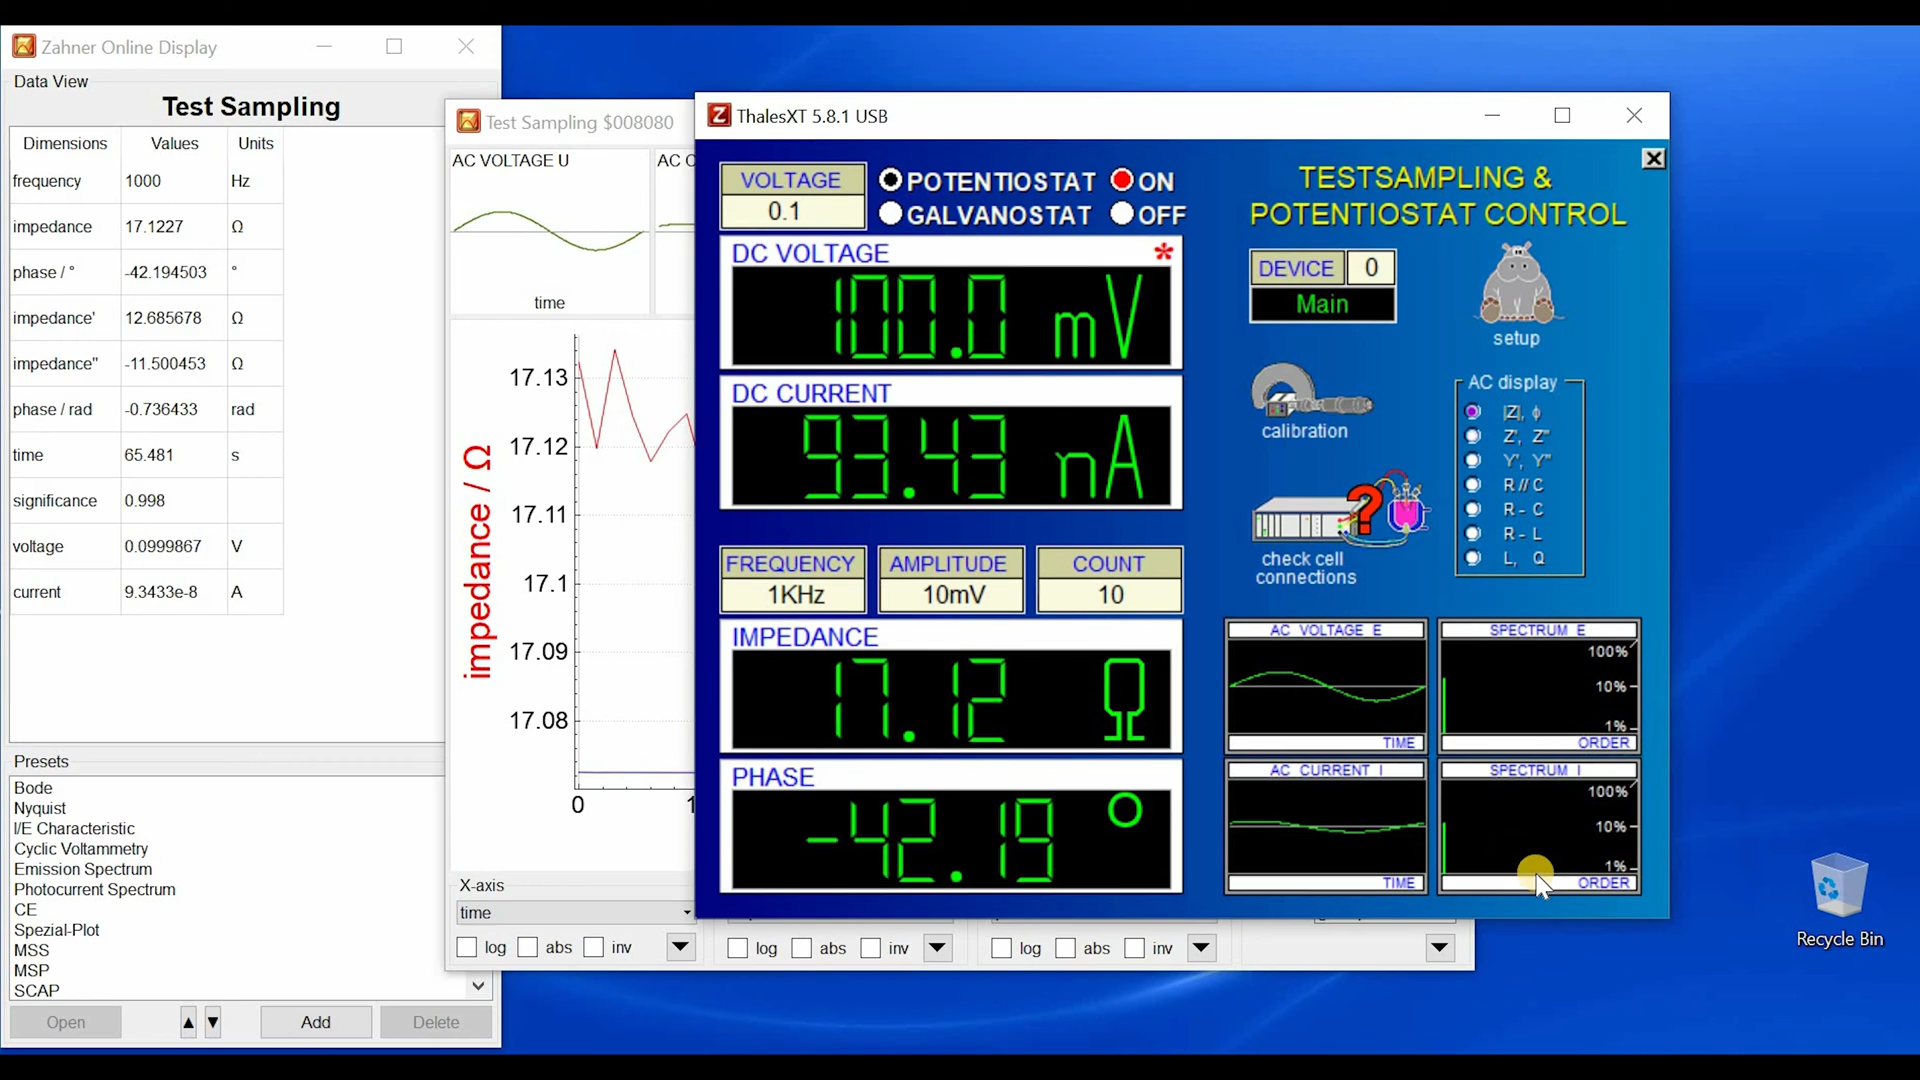 Zahner Online Display
Data View
Test Sampling
Dimensions Values Units
frequency 1000 Hz
impedance 17.1227 Ω
phase / ° -42.194503 °
impedance' 12.685678 Ω
impedance" -11.500453 Ω
phase / rad -0.736433 rad
time 65.481 s
significance 0.998
voltage 0.0999867 V
current 9.3433e-8 A
Presets
Bode
Nyquist
I/E Characteristic
Cyclic Voltammetry
Emission Spectrum
Photocurrent Spectrum
CE
Spezial-Plot
MSS
MSP
SCAP
Open ▲ ▼ Add Delete
Test Sampling $008080
AC VOLTAGE U AC C
time
impedance / Ω
17.13
17.12
17.11
17.1
17.09
17.08
0 1
X-axis
time
log abs inv
log abs inv
log abs inv
ThalesXT 5.8.1 USB
VOLTAGE
0.1
POTENTIOSTAT ON
GALVANOSTAT OFF
DC VOLTAGE *
100.0 mV
DC CURRENT
93.43 nA
FREQUENCY
1KHz
AMPLITUDE
10mV
COUNT
10
IMPEDANCE
17.12 Ω
PHASE
-42.19 °
TESTSAMPLING &
POTENTIOSTAT CONTROL
DEVICE 0
Main
setup
calibration
?
check cell
connections
AC display
|Z|, ϕ
Z', Z"
Y', Y"
R // C
R - C
R - L
L, Q
AC VOLTAGE E
TIME
SPECTRUM E
100%
10%
1%
ORDER
AC CURRENT I
TIME
SPECTRUM I
100%
10%
1%
ORDER
Recycle Bin